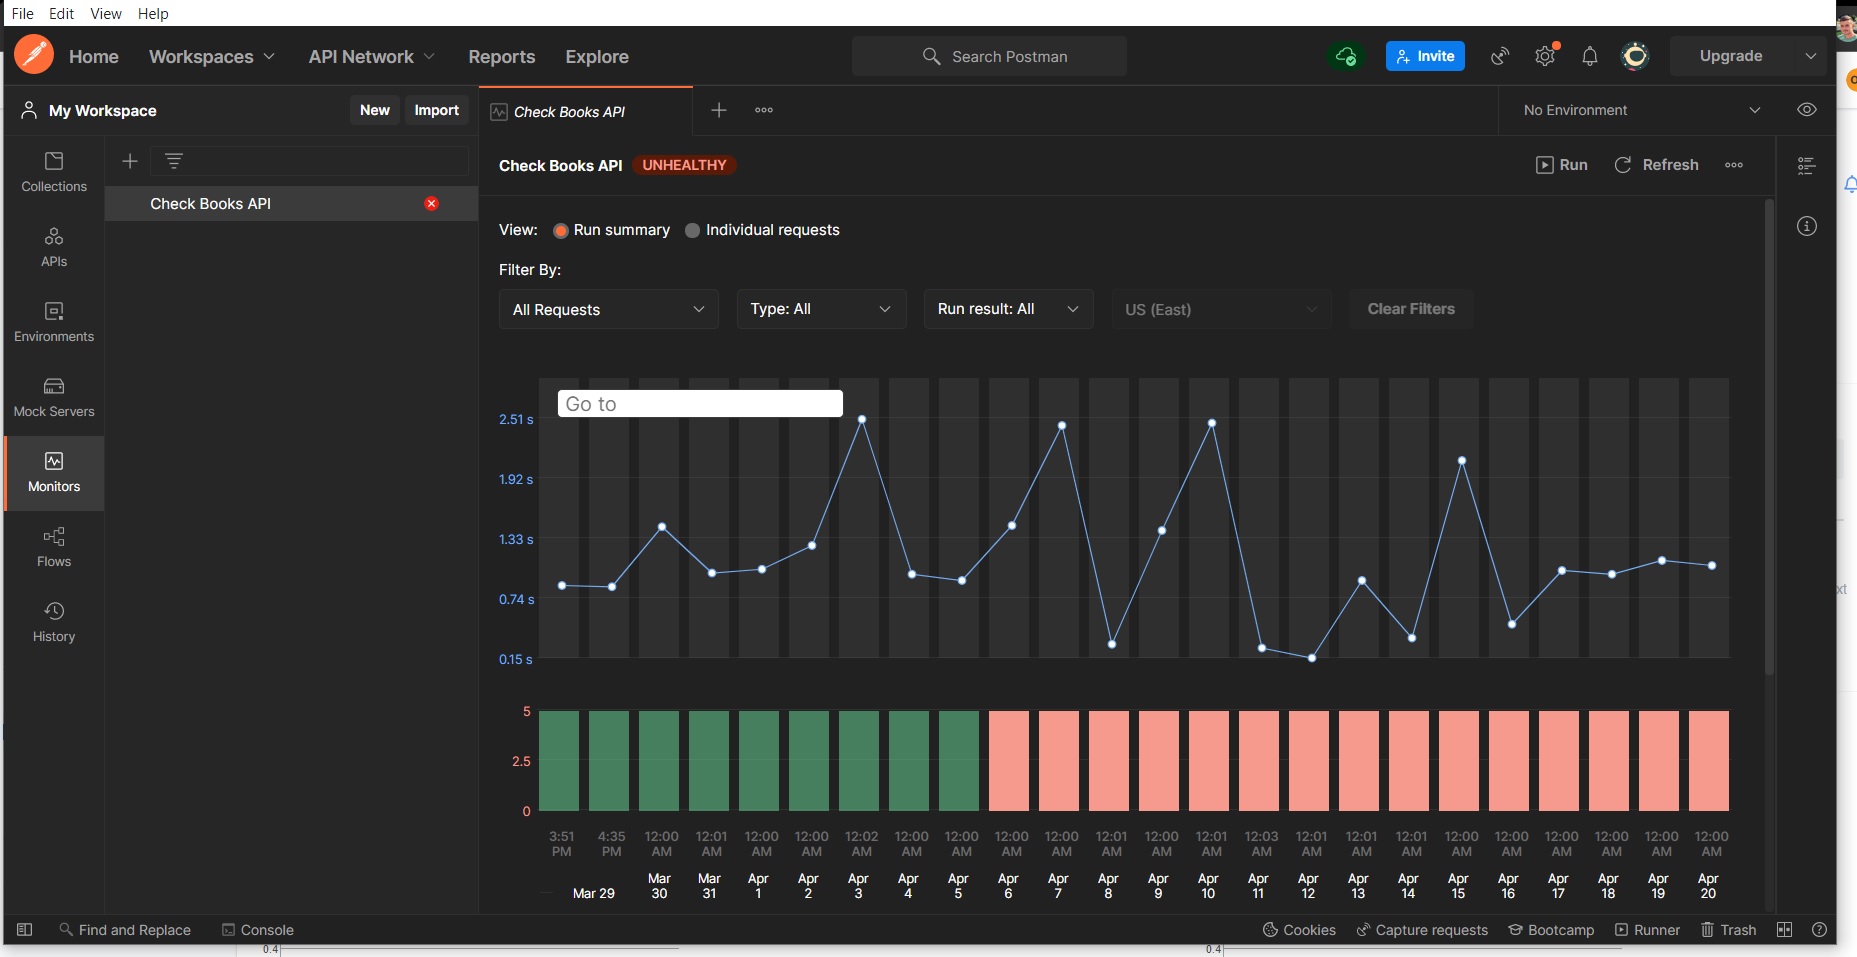 File Edit View Help
Home Workspaces API Network Reports Explore Search Postman Invite Upgrade
My Workspace New Import Check Books API No Environment
Collections
APIs
Environments
Mock Servers
Monitors
Flows
History
Check Books API
Check Books API UNHEALTHY Run Refresh
View: Run summary Individual requests
Filter By:
All Requests Type: All Run result: All US (East) Clear Filters
Go to
2.51 s
1.92 s
1.33 s
0.74 s
0.15 s
5
2.5
0
3:51 PM 4:35 PM 12:00 AM 12:01 AM 12:00 AM 12:00 AM 12:02 AM 12:00 AM 12:00 AM 12:00 AM 12:00 AM 12:01 AM 12:00 AM 12:01 AM 12:03 AM 12:01 AM 12:01 AM 12:01 AM 12:00 AM 12:00 AM 12:00 AM 12:00 AM 12:00 AM 12:00 AM
Mar 29 Mar 30 Mar 31 Apr 1 Apr 2 Apr 3 Apr 4 Apr 5 Apr 6 Apr 7 Apr 8 Apr 9 Apr 10 Apr 11 Apr 12 Apr 13 Apr 14 Apr 15 Apr 16 Apr 17 Apr 18 Apr 19 Apr 20
Find and Replace Console Cookies Capture requests Bootcamp Runner Trash
0.4 0.4